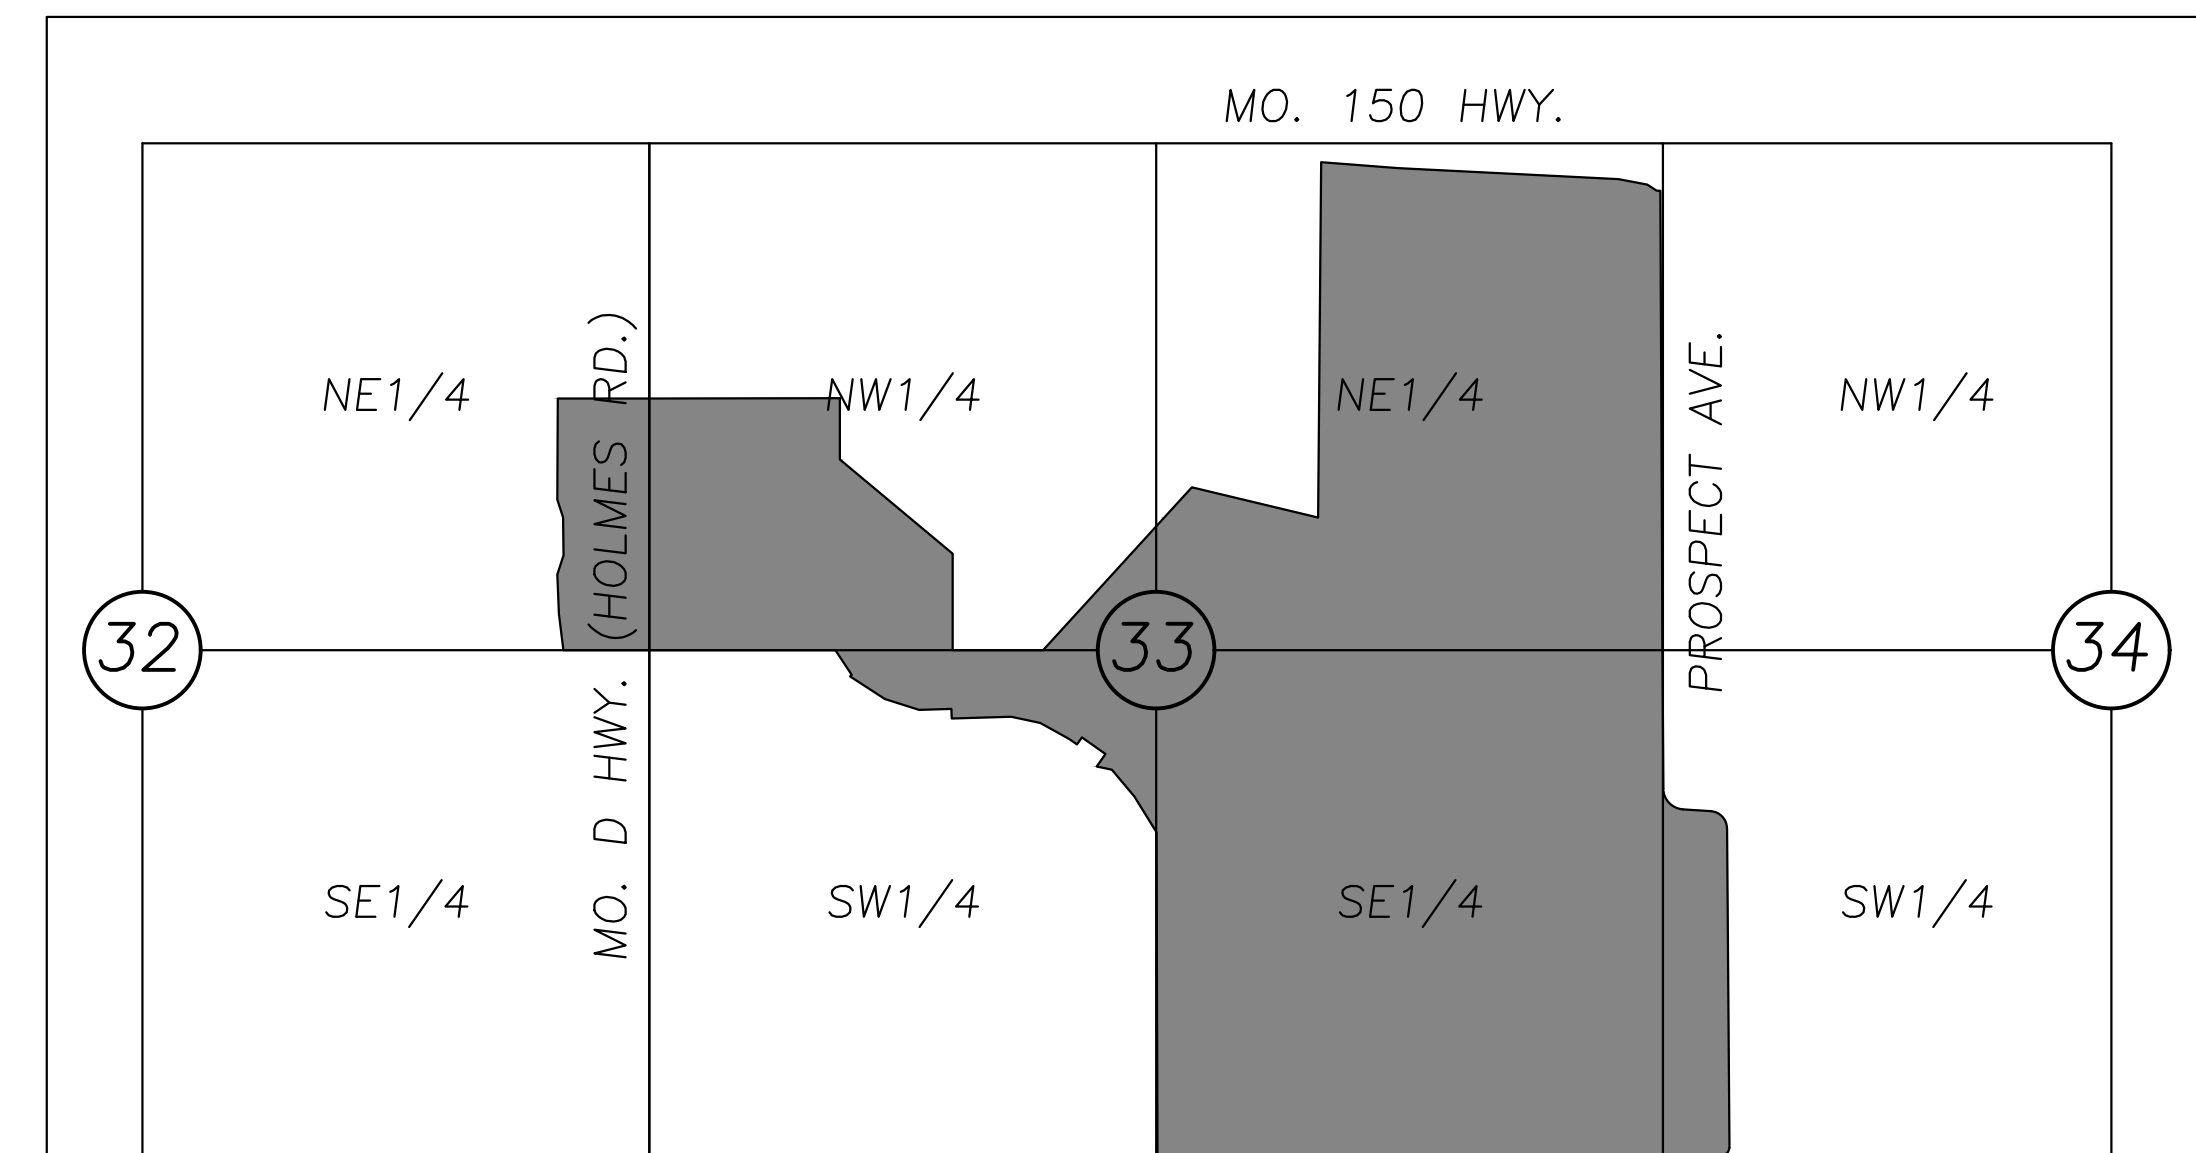 MO. 150 HWY.
NE1/4
NW1/4
NE1/4
NW1/4
MO. D HWY. (HOLMES RD.)
PROSPECT AVE.
32
33
34
SE1/4
SW1/4
SE1/4
SW1/4